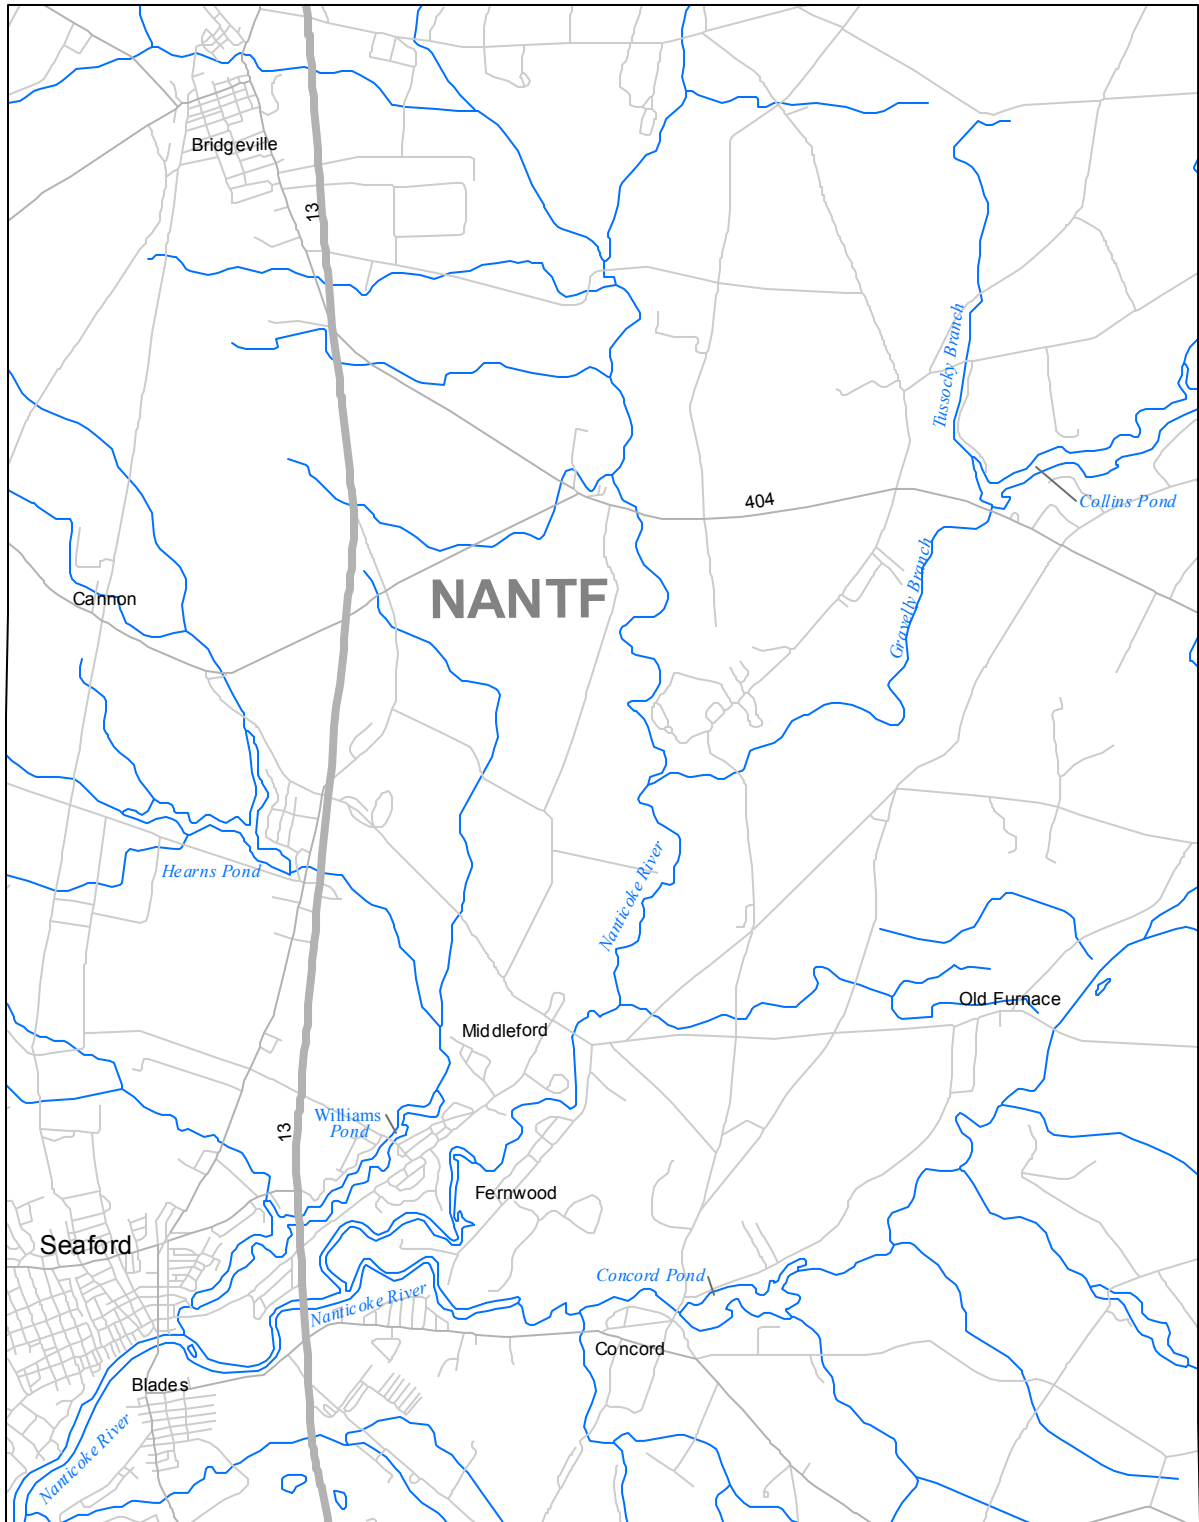 Bridgeville
13
Tussocky Branch
404
Collins Pond
Gravelly Branch
NANTF
Cannon
Hearns Pond
Nanticoke River
Old Furnace
Middleford
Williams
Pond
13
Fernwood
Seaford
Concord Pond
Nanticoke River
Concord
Blades
Nanticoke River